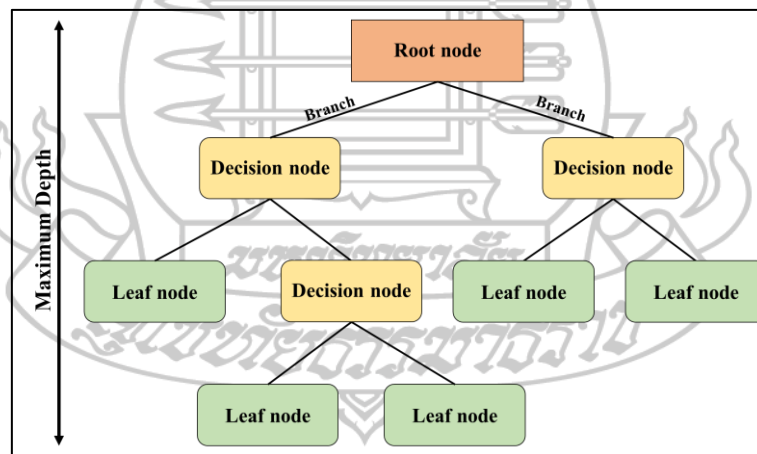 Root node
Branch
Branch
Decision node
Decision node
Maximum Depth
Leaf node
Decision node
Leaf node
Leaf node
Leaf node
Leaf node